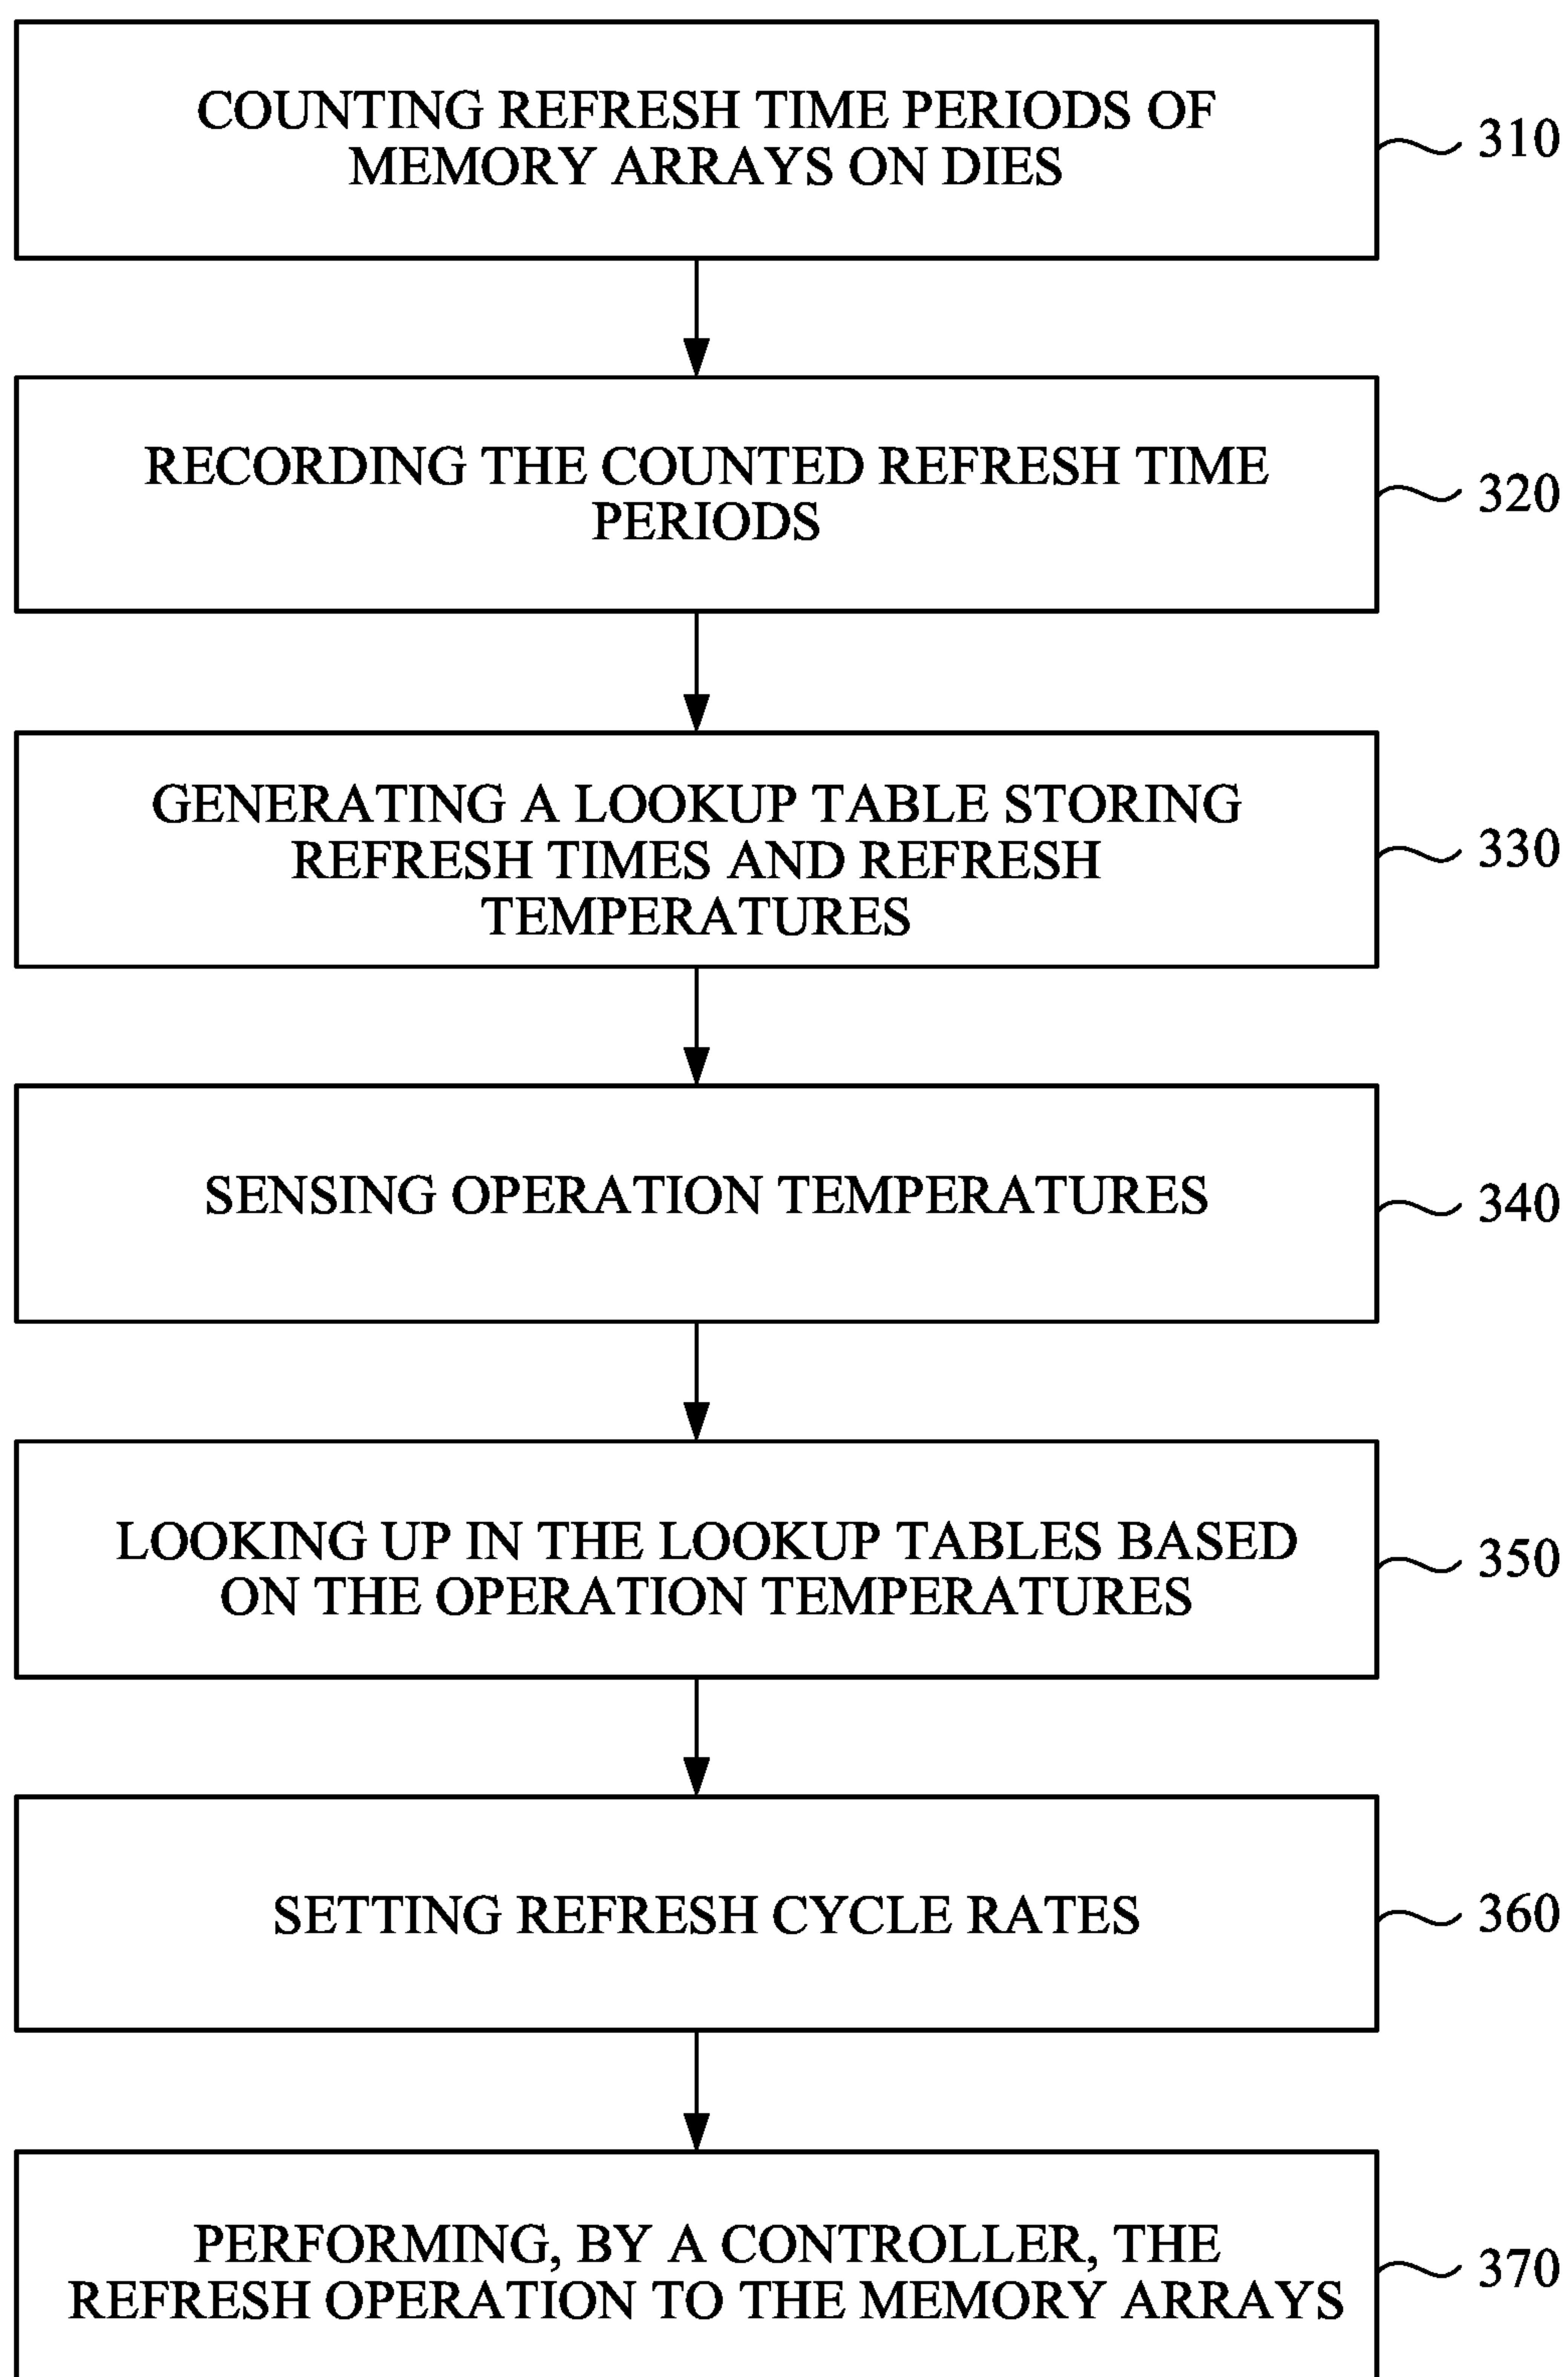 COUNTING REFRESH TIME PERIODS OF
MEMORY ARRAYS ON DIES
310
RECORDING THE COUNTED REFRESH TIME
PERIODS
320
GENERATING A LOOKUP TABLE STORING
REFRESH TIMES AND REFRESH
TEMPERATURES
330
SENSING OPERATION TEMPERATURES
340
LOOKING UP IN THE LOOKUP TABLES BASED
ON THE OPERATION TEMPERATURES
350
SETTING REFRESH CYCLE RATES
360
PERFORMING, BY A CONTROLLER, THE
REFRESH OPERATION TO THE MEMORY ARRAYS
370